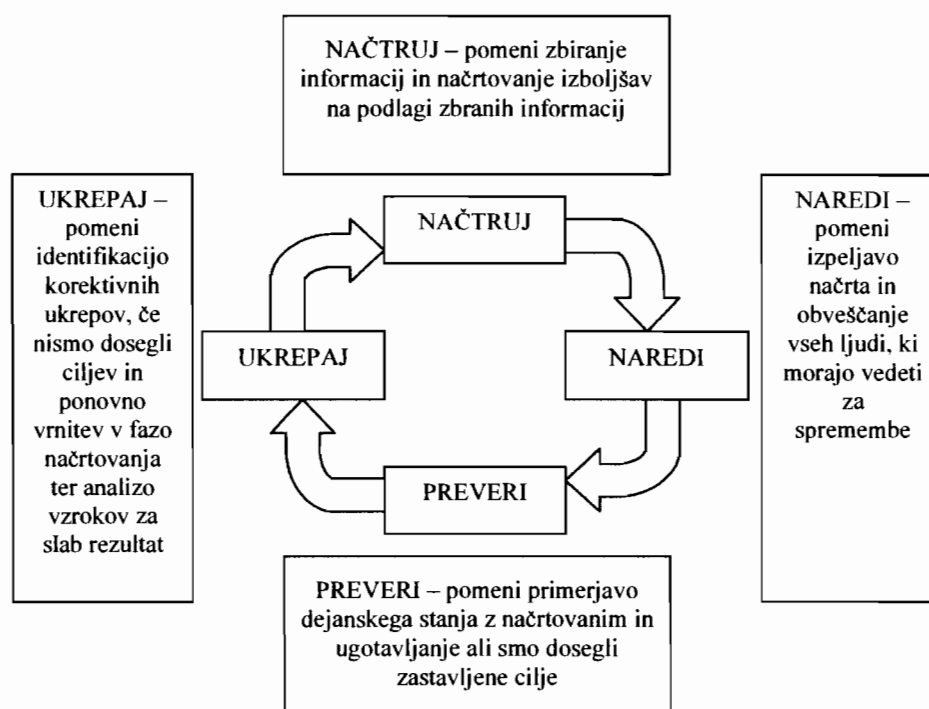 NAČTRUJ – pomeni zbiranje
informacij in načrtovanje izboljšav
na podlagi zbranih informacij
UKREPAJ –
pomeni
identifikacijo
korektivnih
ukrepov, če
nismo dosegli
ciljev in
ponovno
vrnitev v fazo
načrtovanja
ter analizo
vzrokov za
slab rezultat
NAČTRUJ
UKREPAJ
NAREDI
PREVERI
NAREDI –
pomeni
izpeljavo
načrta in
obveščanje
vseh ljudi, ki
morajo vedeti
za
spremembe
PREVERI – pomeni primerjavo
dejanskega stanja z načrtovanim in
ugotavljanje ali smo dosegli
zastavljene cilje